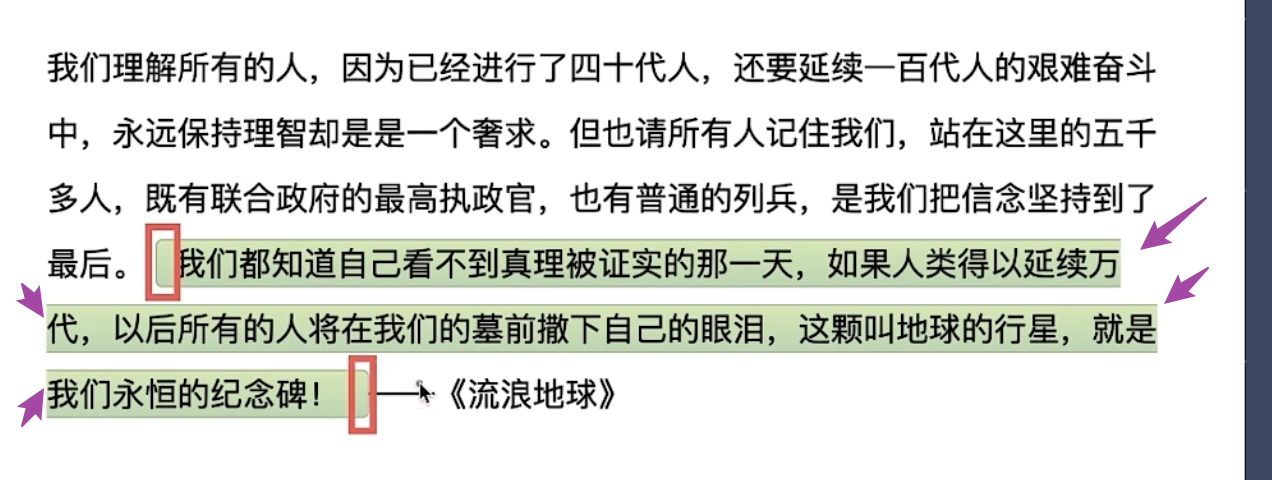 我们理解所有的人，因为已经进行了四十代人，还要延续一百代人的艰难奋斗
中，永远保持理智却是是一个奢求。但也请所有人记住我们，站在这里的五千
多人，既有联合政府的最高执政官，也有普通的列兵，是我们把信念坚持到了
最后。我们都知道自己看不到真理被证实的那一天，如果人类得以延续万
代，以后所有的人将在我们的墓前撒下自己的眼泪，这颗叫地球的行星，就是
我们永恒的纪念碑！——《流浪地球》